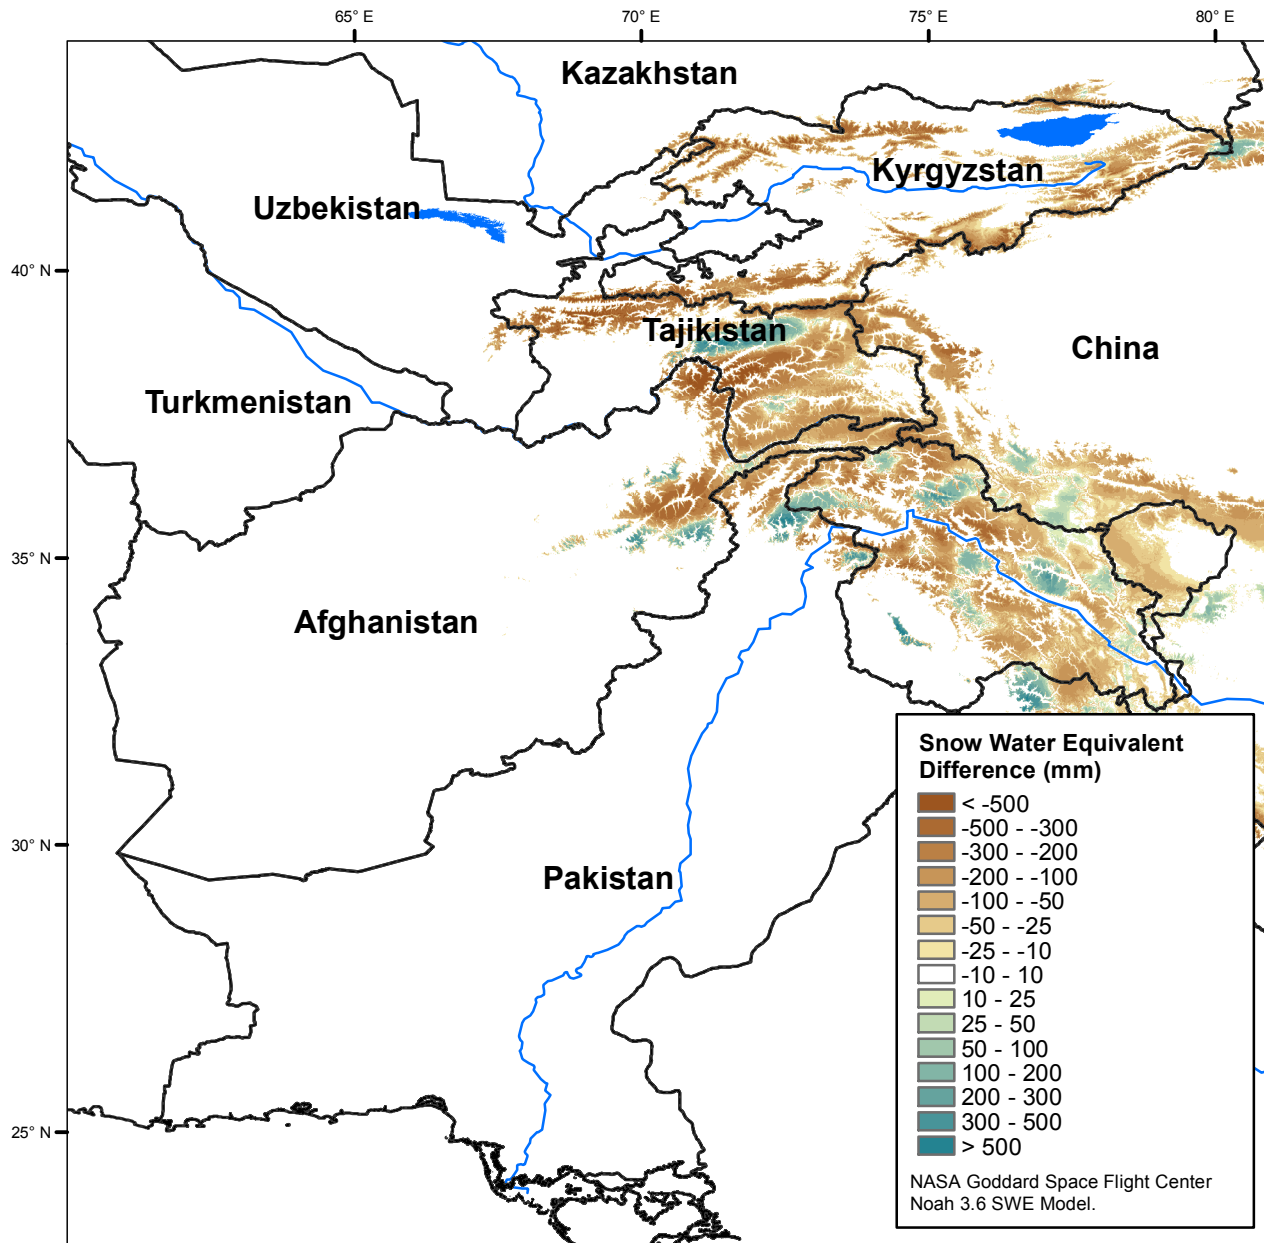 65° E
70° E
75° E
80° E
Kazakhstan
Kyrgyzstan
Uzbekistan
40° N
Tajikistan
China
Turkmenistan
35° N
Afghanistan
30° N
Pakistan
25° N
Snow Water Equivalent
Difference (mm)
< -500
-500 - -300
-300 - -200
-200 - -100
-100 - -50
-50 - -25
-25 - -10
-10 - 10
10 - 25
25 - 50
50 - 100
100 - 200
200 - 300
300 - 500
> 500
NASA Goddard Space Flight Center
Noah 3.6 SWE Model.